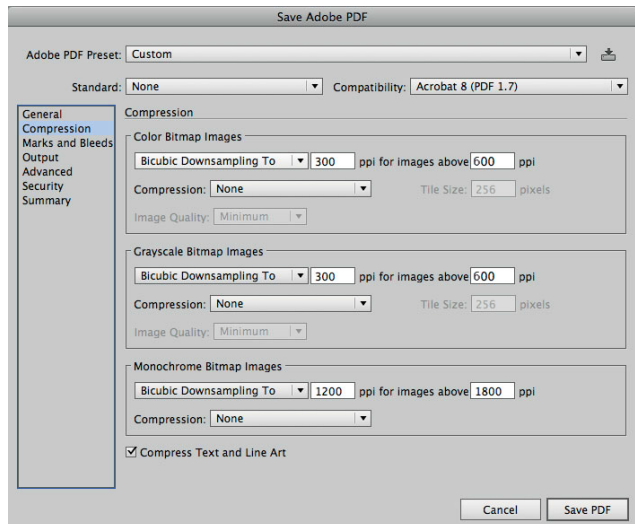 Save Adobe PDF
Adobe PDF Preset: Custom
Standard: None Compatibility: Acrobat 8 (PDF 1.7)
General
Compression
Marks and Bleeds
Output
Advanced
Security
Summary
Compression
Color Bitmap Images
Bicubic Downsampling To 300 ppi for images above 600 ppi
Compression: None Tile Size: 256 pixels
Image Quality: Minimum
Grayscale Bitmap Images
Bicubic Downsampling To 300 ppi for images above 600 ppi
Compression: None Tile Size: 256 pixels
Image Quality: Minimum
Monochrome Bitmap Images
Bicubic Downsampling To 1200 ppi for images above 1800 ppi
Compression: None
Compress Text and Line Art
Cancel Save PDF